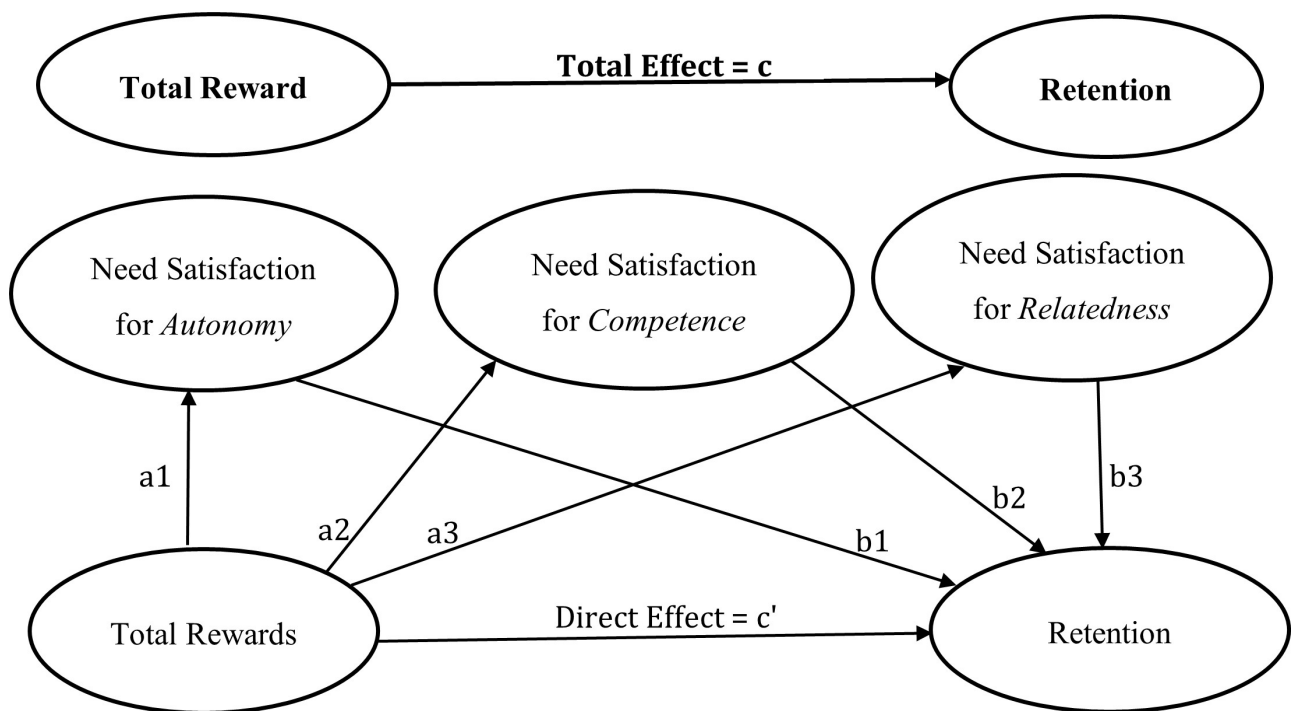 Total Reward
Total Effect = c
Retention
Need Satisfaction
for Autonomy
Need Satisfaction
for Competence
Need Satisfaction
for Relatedness
a1
a2
a3
b1
b2
b3
Total Rewards
Direct Effect = c'
Retention